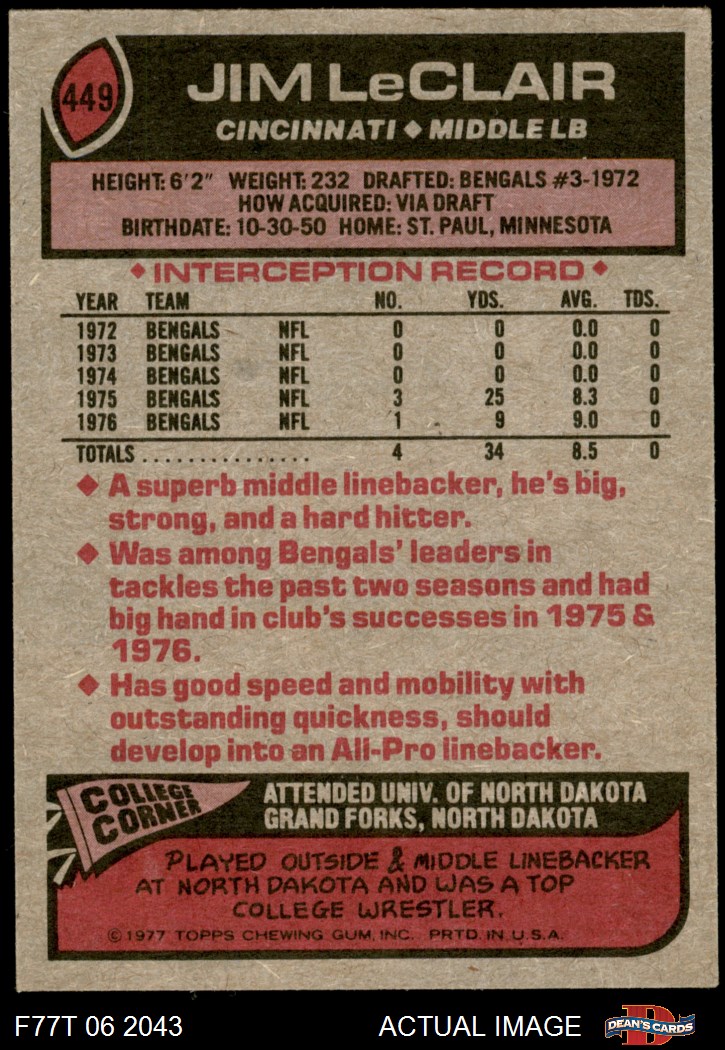 449
JIM LeCLAIR
CINCINNATI ◆ MIDDLE LB
HEIGHT: 6'2" WEIGHT: 232 DRAFTED: BENGALS #3-1972
HOW ACQUIRED: VIA DRAFT
BIRTHDATE: 10-30-50 HOME: ST. PAUL, MINNESOTA
◆ INTERCEPTION RECORD ◆
YEAR TEAM NO. YDS. AVG. TDS.
1972 BENGALS NFL 0 0 0.0 0
1973 BENGALS NFL 0 0 0.0 0
1974 BENGALS NFL 0 0 0.0 0
1975 BENGALS NFL 3 25 8.3 0
1976 BENGALS NFL 1 9 9.0 0
TOTALS ................ 4 34 8.5 0
◆ A superb middle linebacker, he's big,
strong, and a hard hitter.
◆ Was among Bengals' leaders in
tackles the past two seasons and had
big hand in club's successes in 1975 &
1976.
◆ Has good speed and mobility with
outstanding quickness, should
develop into an All-Pro linebacker.
COLLEGE
CORNER
ATTENDED UNIV. OF NORTH DAKOTA
GRAND FORKS, NORTH DAKOTA
PLAYED OUTSIDE & MIDDLE LINEBACKER
AT NORTH DAKOTA AND WAS A TOP
COLLEGE WRESTLER.
© 1977 TOPPS CHEWING GUM, INC. PRTD. IN U.S.A.
F77T 06 2043 ACTUAL IMAGE
D
DEAN'S CARDS